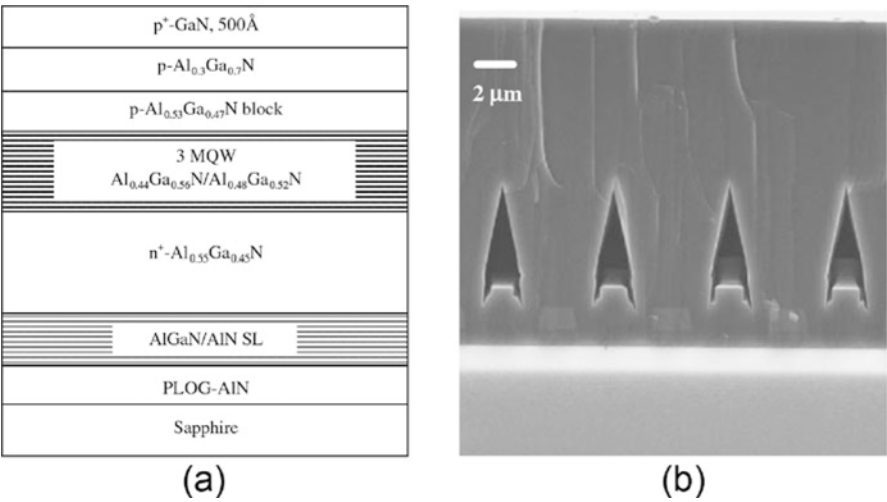 p⁺-GaN, 500Å
p-Al₀.₃Ga₀.₇N
p-Al₀.₅₃Ga₀.₄₇N block
3 MQW
Al₀.₄₄Ga₀.₅₆N/Al₀.₄₈Ga₀.₅₂N
n⁺-Al₀.₅₅Ga₀.₄₅N
AlGaN/AlN SL
PLOG-AlN
Sapphire
(a)
2 μm
(b)